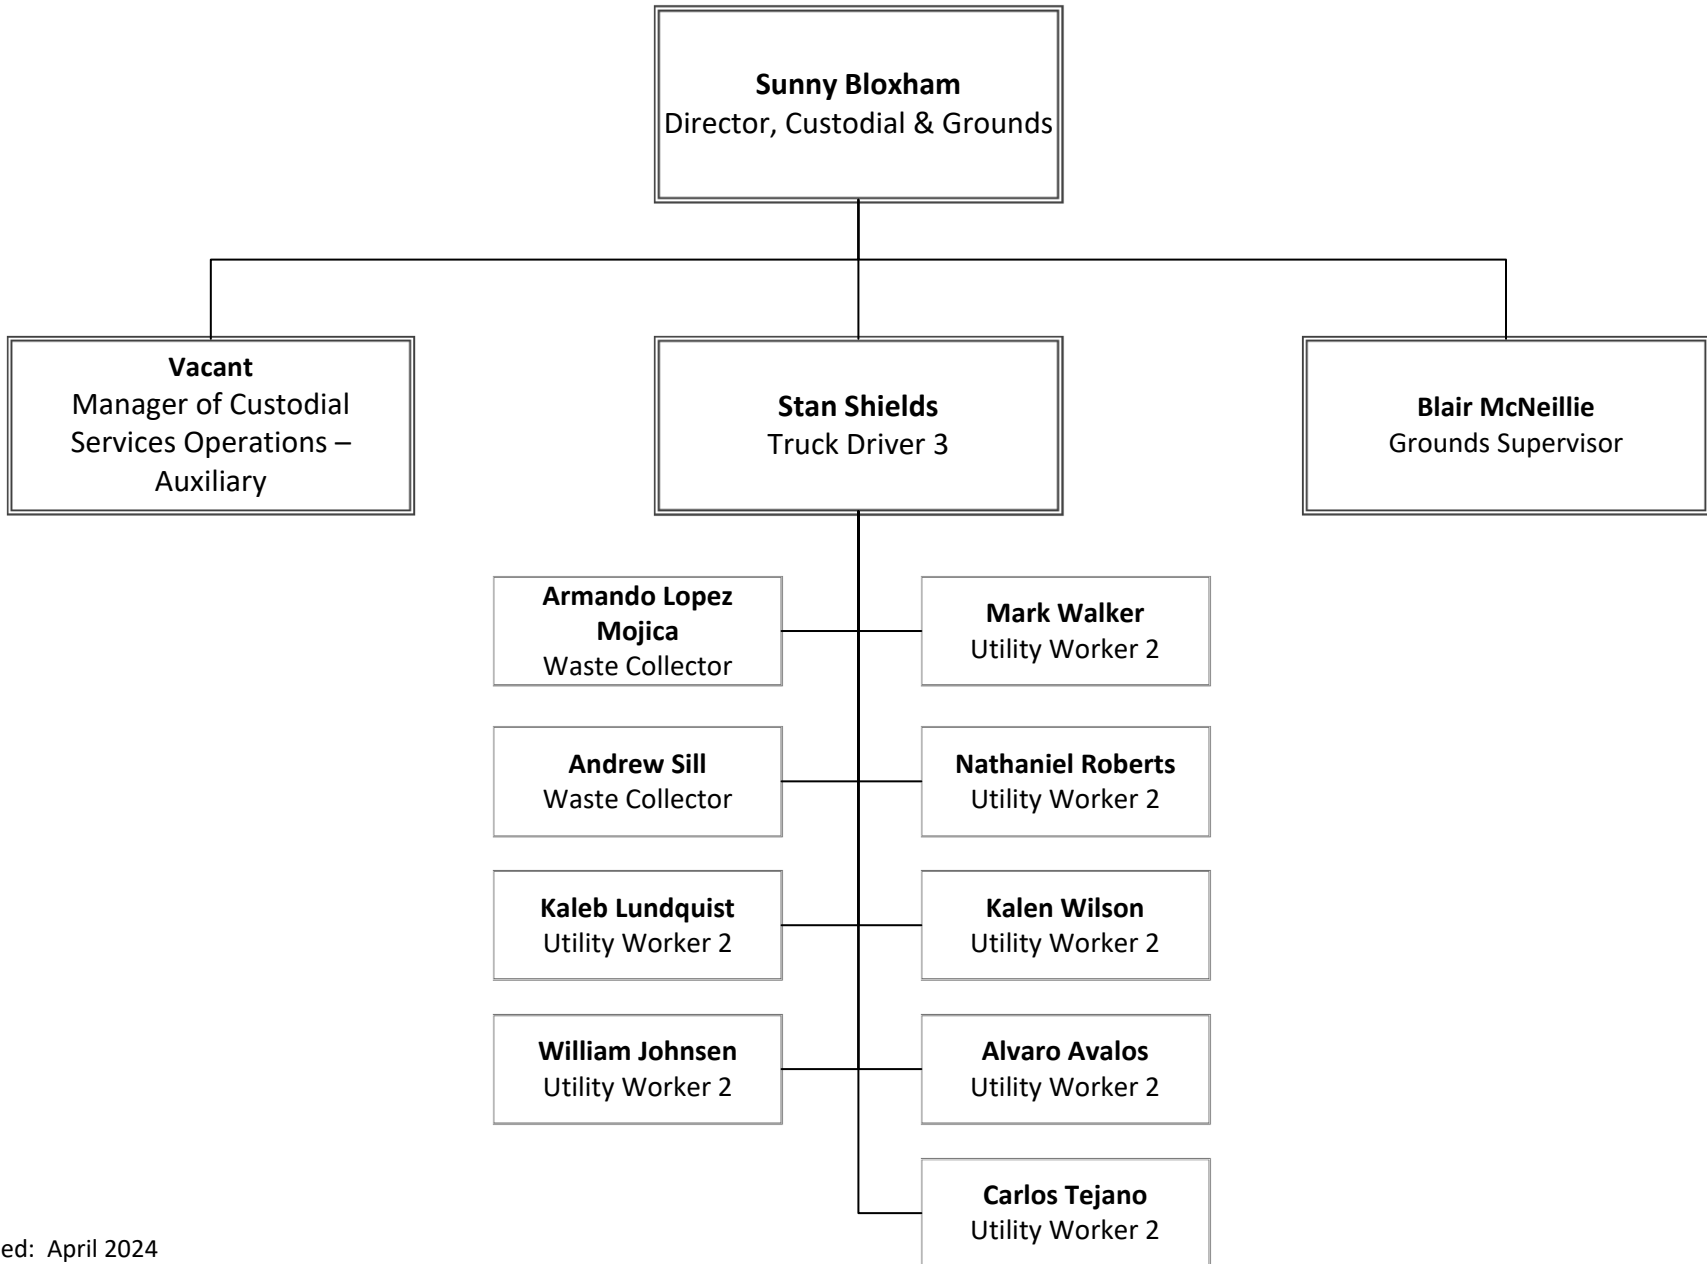 Sunny Bloxham
Director, Custodial & Grounds
Vacant
Manager of Custodial
Services Operations –
Auxiliary
Stan Shields
Truck Driver 3
Blair McNeillie
Grounds Supervisor
Armando Lopez
Mojica
Waste Collector
Mark Walker
Utility Worker 2
Andrew Sill
Waste Collector
Nathaniel Roberts
Utility Worker 2
Kaleb Lundquist
Utility Worker 2
Kalen Wilson
Utility Worker 2
William Johnsen
Utility Worker 2
Alvaro Avalos
Utility Worker 2
Carlos Tejano
Utility Worker 2
ed: April 2024